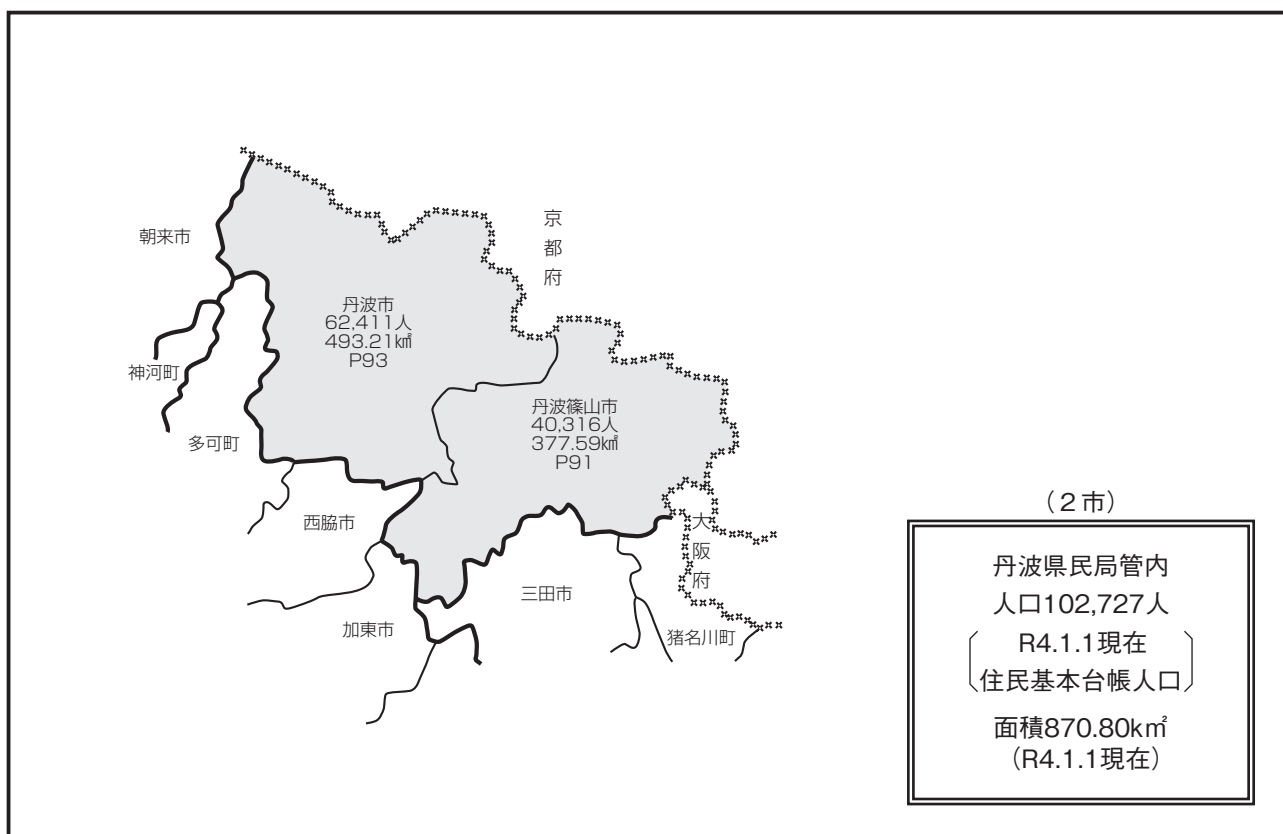 京都府
朝来市
丹波市
62,411人
493.21k㎡
P93
神河町
丹波篠山市
40,316人
377.59k㎡
P91
多可町
西脇市
大阪府
三田市
加東市
猪名川町
（2市）
丹波県民局管内
人口102,727人
R4.1.1現在
住民基本台帳人口
面積870.80k㎡
（R4.1.1現在）